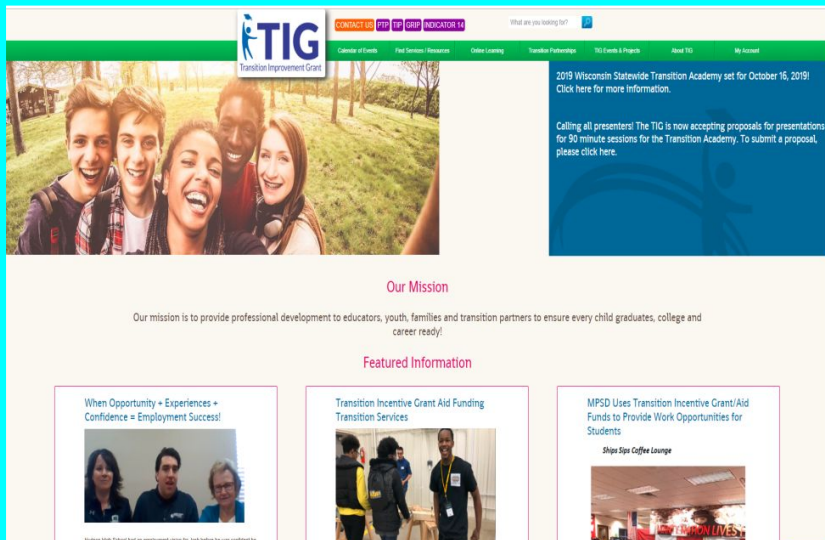 TIG
Transition Improvement Grant
CONTACT US PTP TIP GRIP INDICATOR 14
What are you looking for?
Calendar of Events Find Services / Resources Online Learning Transition Partnerships TIG Events & Projects About TIG My Account
2019 Wisconsin Statewide Transition Academy set for October 16, 2019!
Click here for more information.
Calling all presenters! The TIG is now accepting proposals for presentations
for 90 minute sessions for the Transition Academy. To submit a proposal,
please click here.
Our Mission
Our mission is to provide professional development to educators, youth, families and transition partners to ensure every child graduates, college and
career ready!
Featured Information
When Opportunity + Experiences +
Confidence = Employment Success!
Transition Incentive Grant Aid Funding
Transition Services
MPSD Uses Transition Incentive Grant/Aid
Funds to Provide Work Opportunities for
Students
Ships Sips Coffee Lounge
LIVES